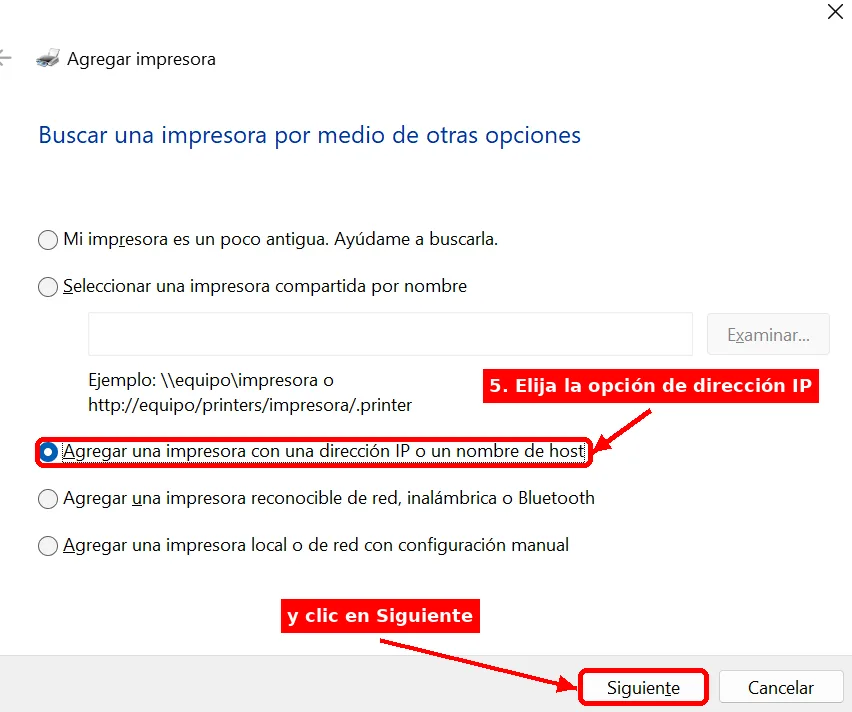 Agregar impresora
Buscar una impresora por medio de otras opciones
Mi impresora es un poco antigua. Ayúdame a buscarla.
Seleccionar una impresora compartida por nombre
Examinar...
Ejemplo: \\equipo\impresora o
http://equipo/printers/impresora/.printer
5. Elija la opción de dirección IP
Agregar una impresora con una dirección IP o un nombre de host
Agregar una impresora reconocible de red, inalámbrica o Bluetooth
Agregar una impresora local o de red con configuración manual
y clic en Siguiente
Siguiente
Cancelar